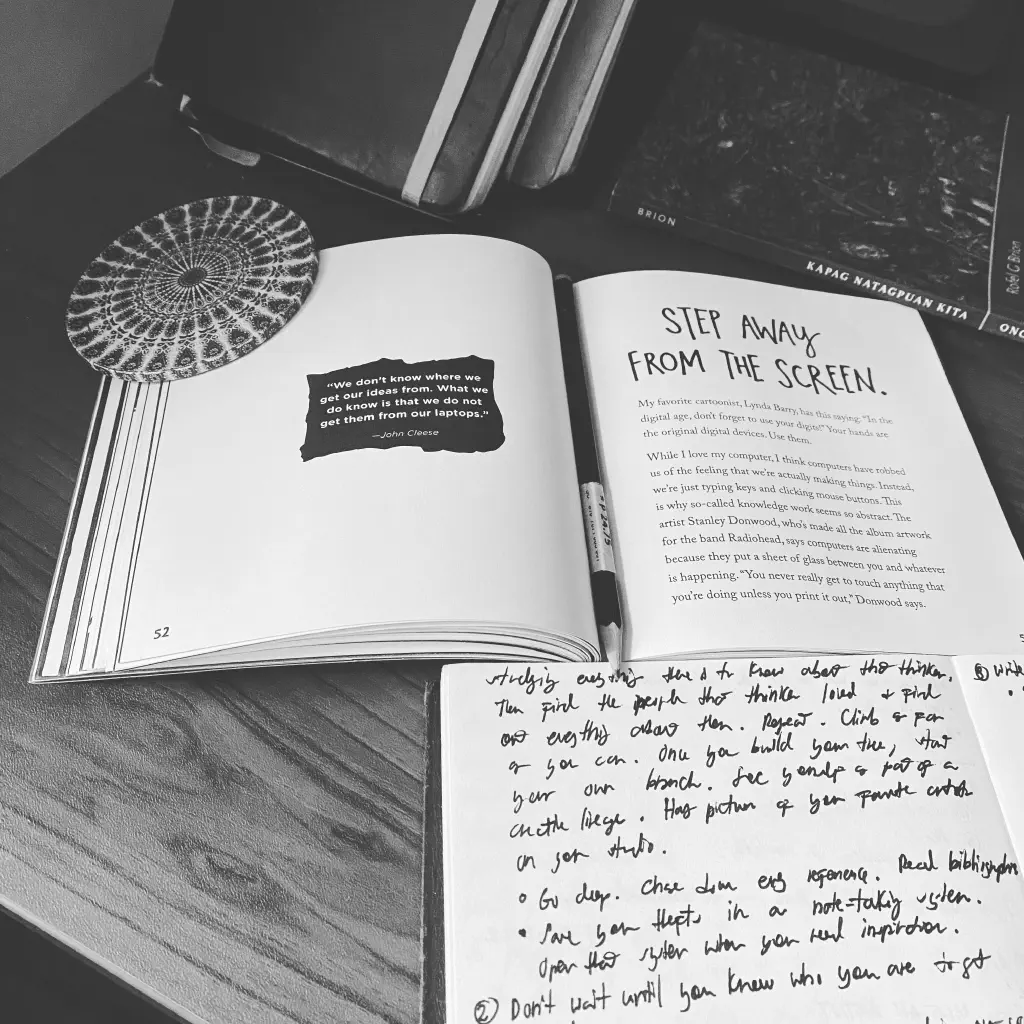 BRION
KAPAG NATAGPUAN KITA
Rofel G. Brion
"We don't know where we
get our ideas from. What we
do know is that we do not
get them from our laptops."
—John Cleese
52
STEP AWAY
FROM THE SCREEN.
My favorite cartoonist, Lynda Barry, has this saying: "In the
digital age, don't forget to use your digits!" Your hands are
the original digital devices. Use them.
While I love my computer, I think computers have robbed
us of the feeling that we're actually making things. Instead,
we're just typing keys and clicking mouse buttons. This
is why so-called knowledge work seems so abstract. The
artist Stanley Donwood, who's made all the album artwork
for the band Radiohead, says computers are alienating
because they put a sheet of glass between you and whatever
is happening. "You never really get to touch anything that
you're doing unless you print it out," Donwood says.
P 24.75
studying everything there is to know about that thinker.
Then find the people that thinker loved & find
out everything about them. Repeat. Climb as far
as you can. Once you build your tree, start
your own branch. See yourself as part of a
creative lineage. Hang pictures of your favorite artists
on your studio.
• Go deep. Chase down every reference. Read bibliographies
• Save your thefts in a note-taking system.
Open that system when you need inspiration.
② Don't wait until you know who you are to get
③ Write